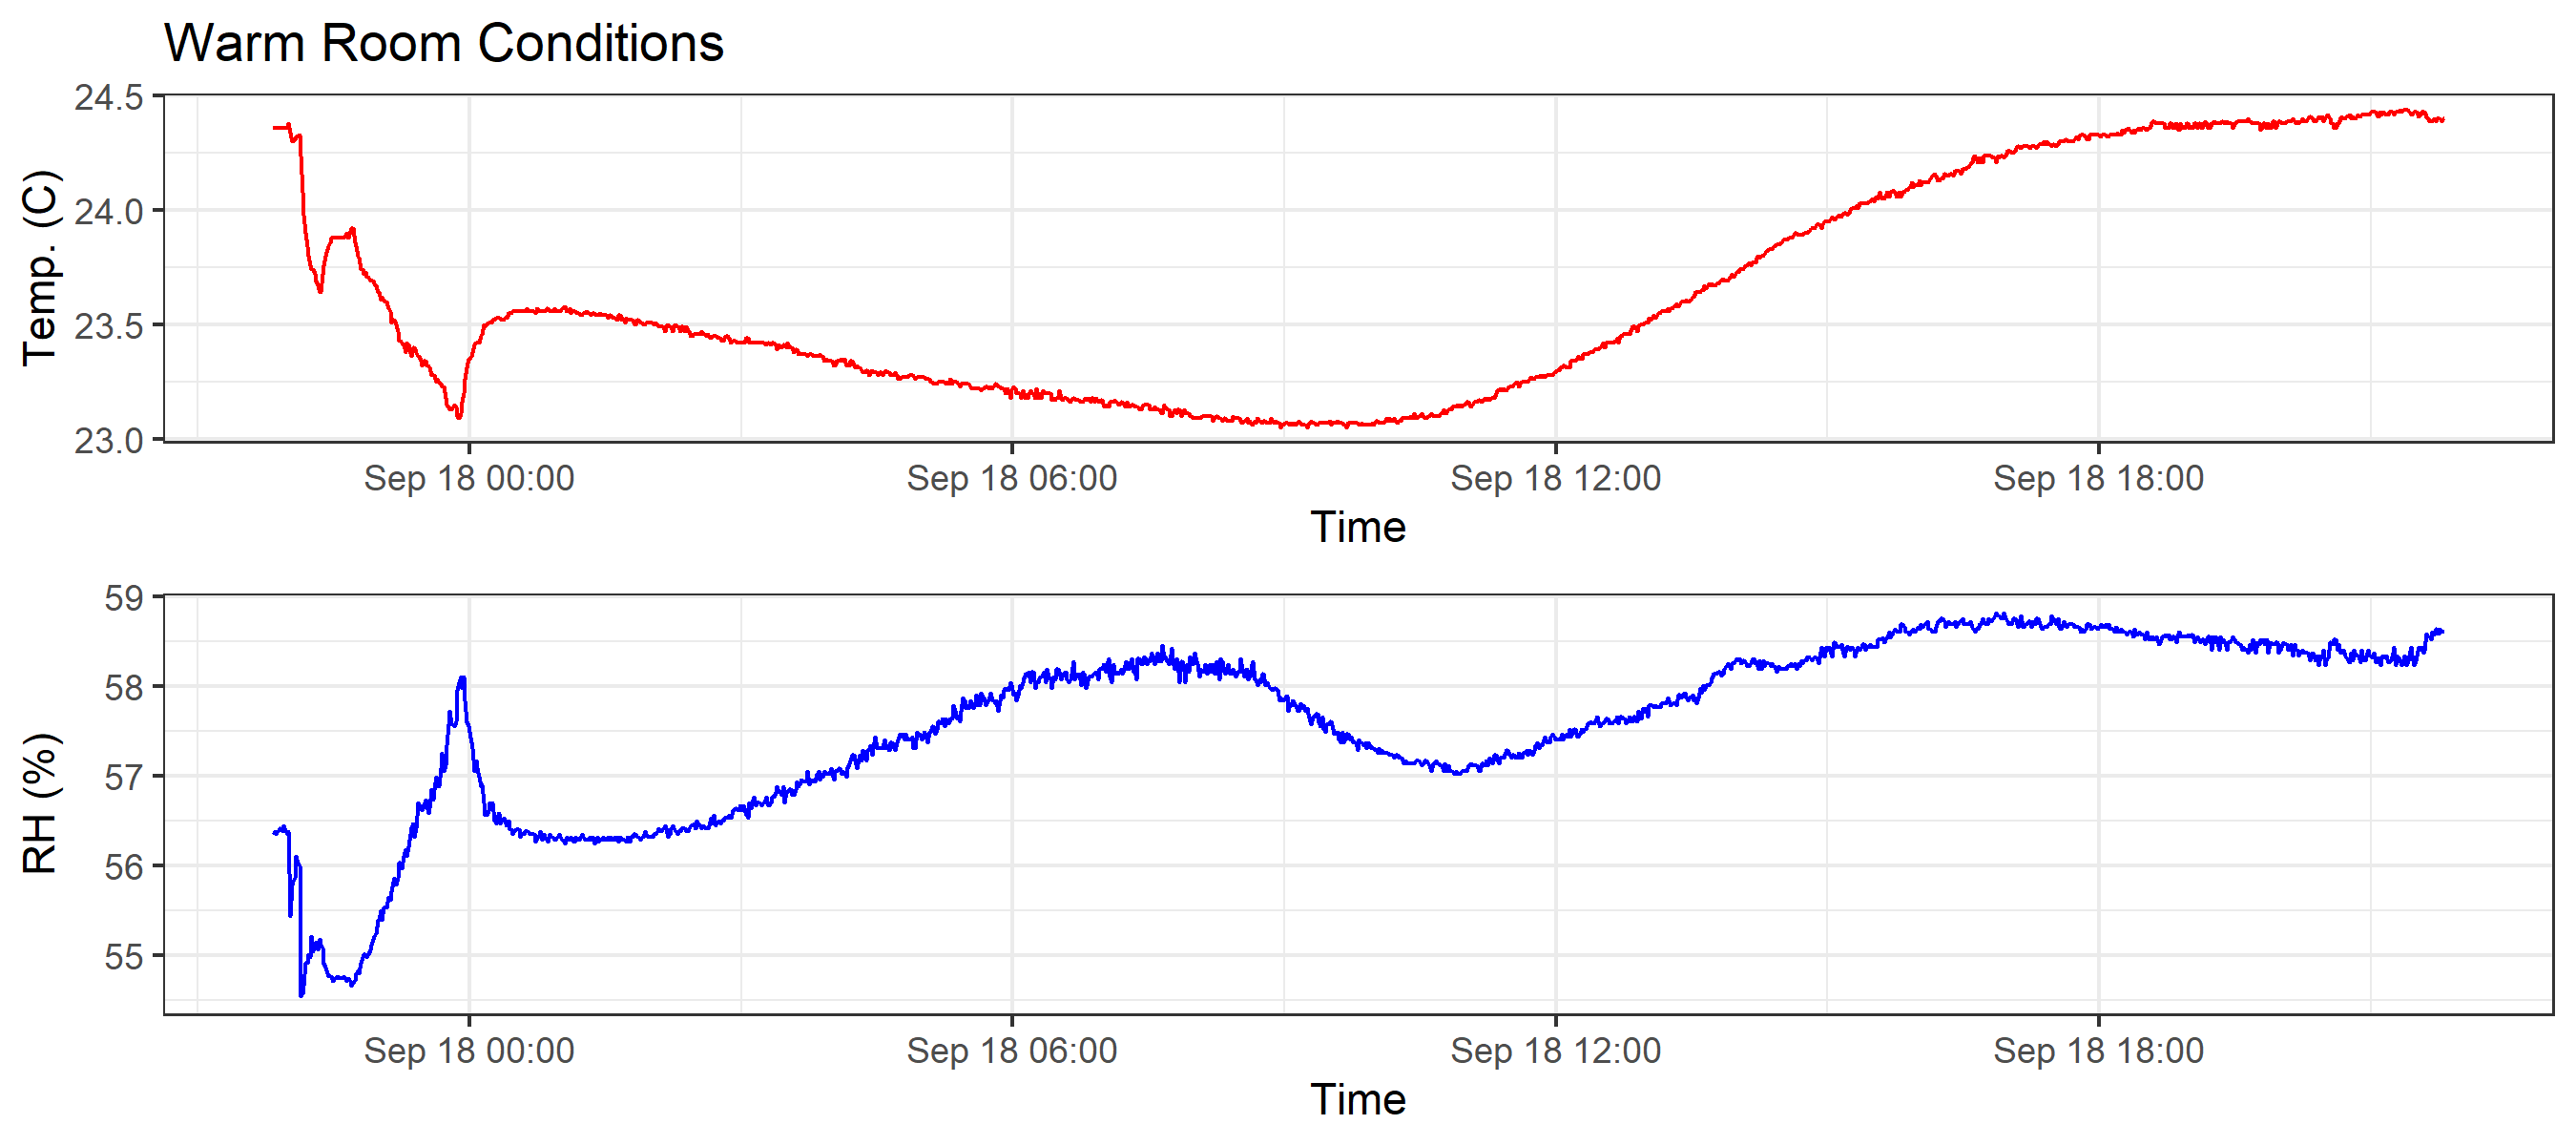 Warm Room Conditions
24.5
24.0
23.5
23.0
Temp. (C)
Sep 18 00:00 Sep 18 06:00 Sep 18 12:00 Sep 18 18:00
Time
59
58
57
56
55
RH (%)
Sep 18 00:00 Sep 18 06:00 Sep 18 12:00 Sep 18 18:00
Time